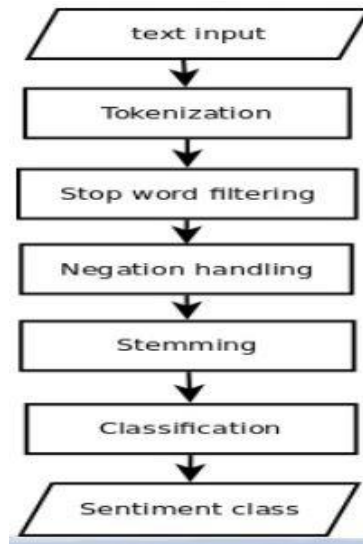 text input
Tokenization
Stop word filtering
Negation handling
Stemming
Classification
Sentiment class